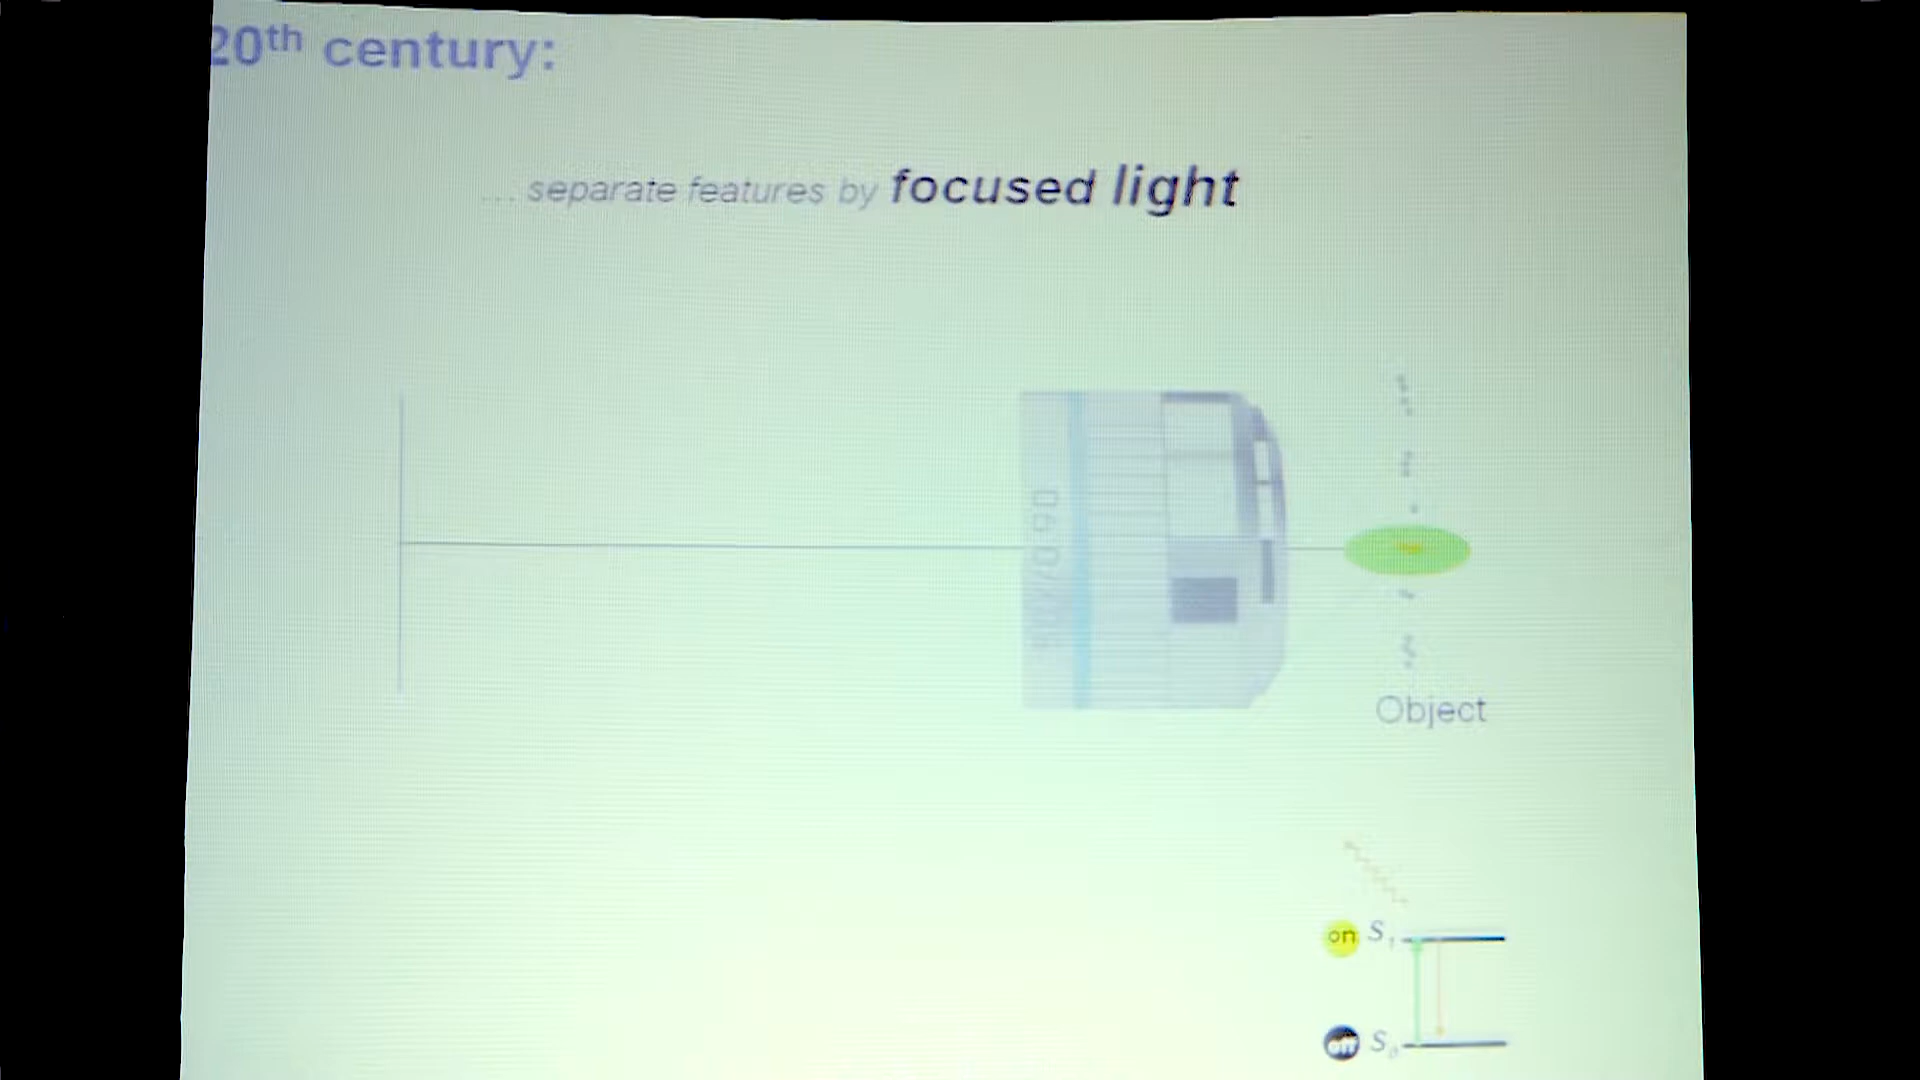 20th century:
... separate features by focused light
Object
on S1
off S0